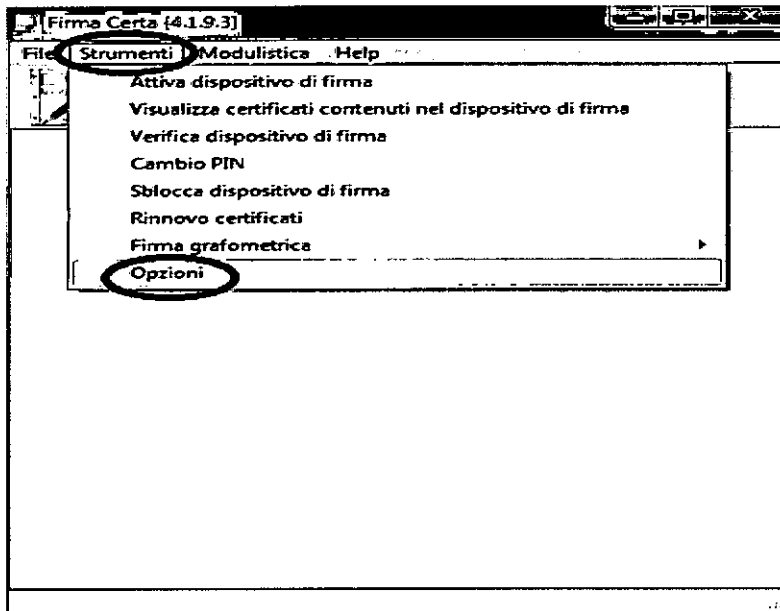 Firma Certa [4.1.9.3]
File Strumenti Modulistica Help
Attiva dispositivo di firma
Visualizza certificati contenuti nel dispositivo di firma
Verifica dispositivo di firma
Cambio PIN
Sblocca dispositivo di firma
Rinnovo certificati
Firma grafometrica
Opzioni